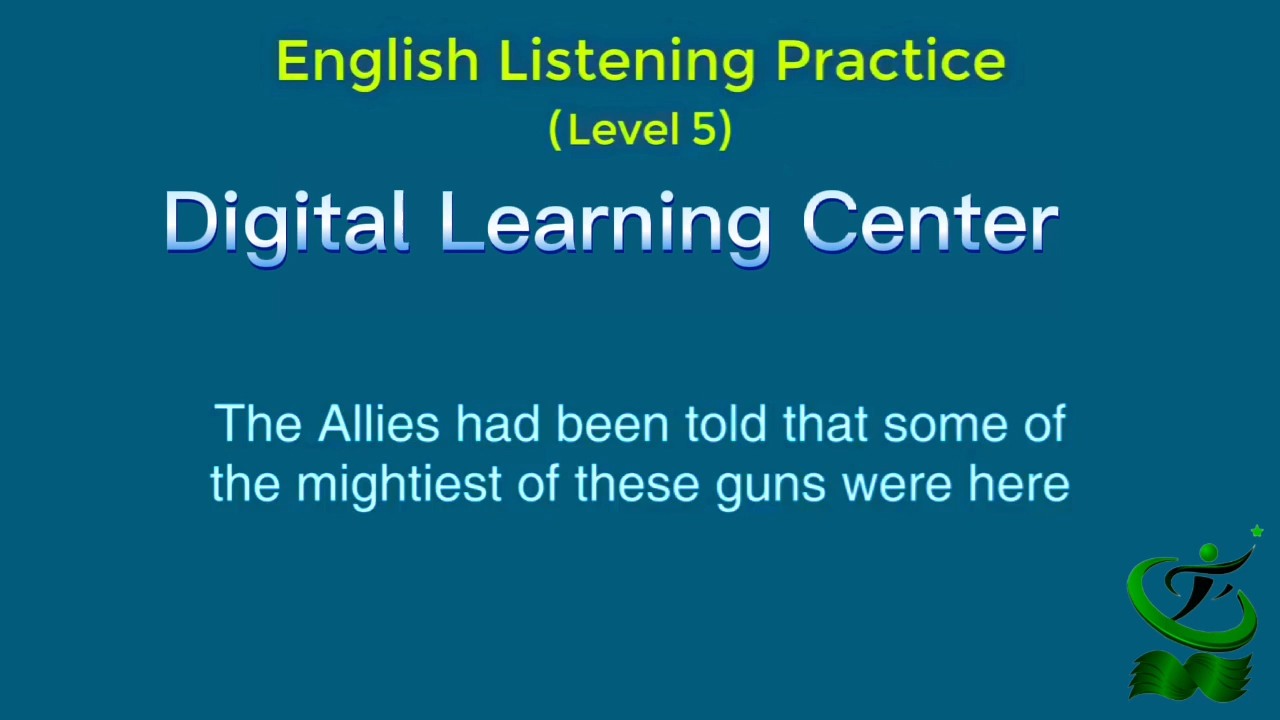 English Listening Practice
(Level 5)
Digital Learning Center
The Allies had been told that some of
the mightiest of these guns were here